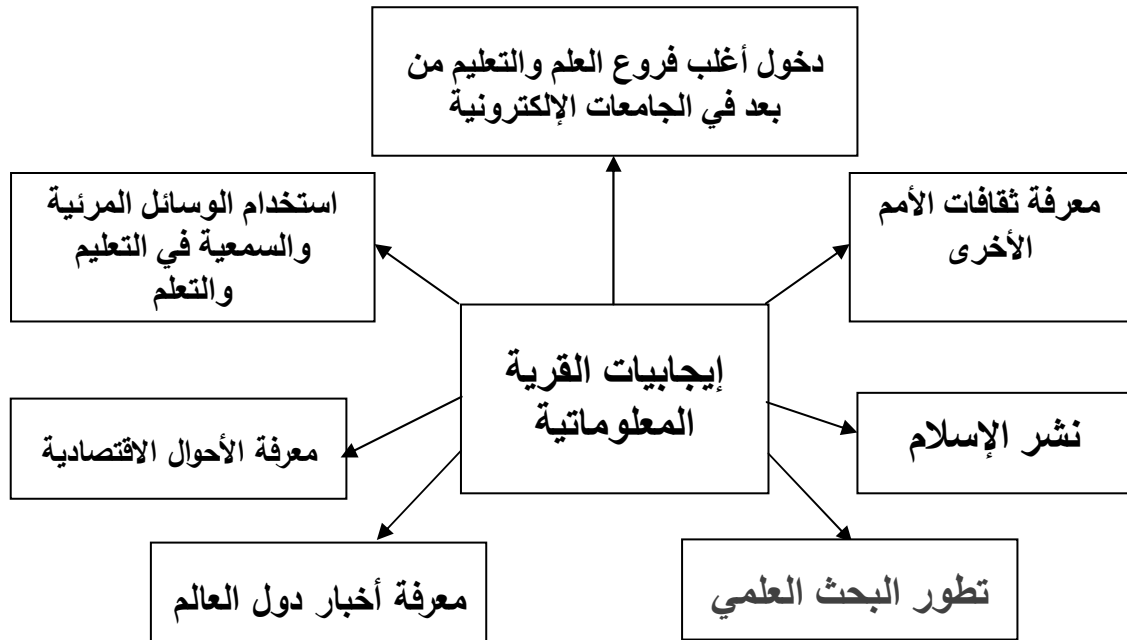 دخول أغلب فروع العلم والتعليم من
بعد في الجامعات الإلكترونية
معرفة ثقافات الأمم
الأخرى
استخدام الوسائل المرئية
والسمعية في التعليم
والتعلم
إيجابيات القرية
المعلوماتية
نشر الإسلام
معرفة الأحوال الاقتصادية
تطور البحث العلمي
معرفة أخبار دول العالم